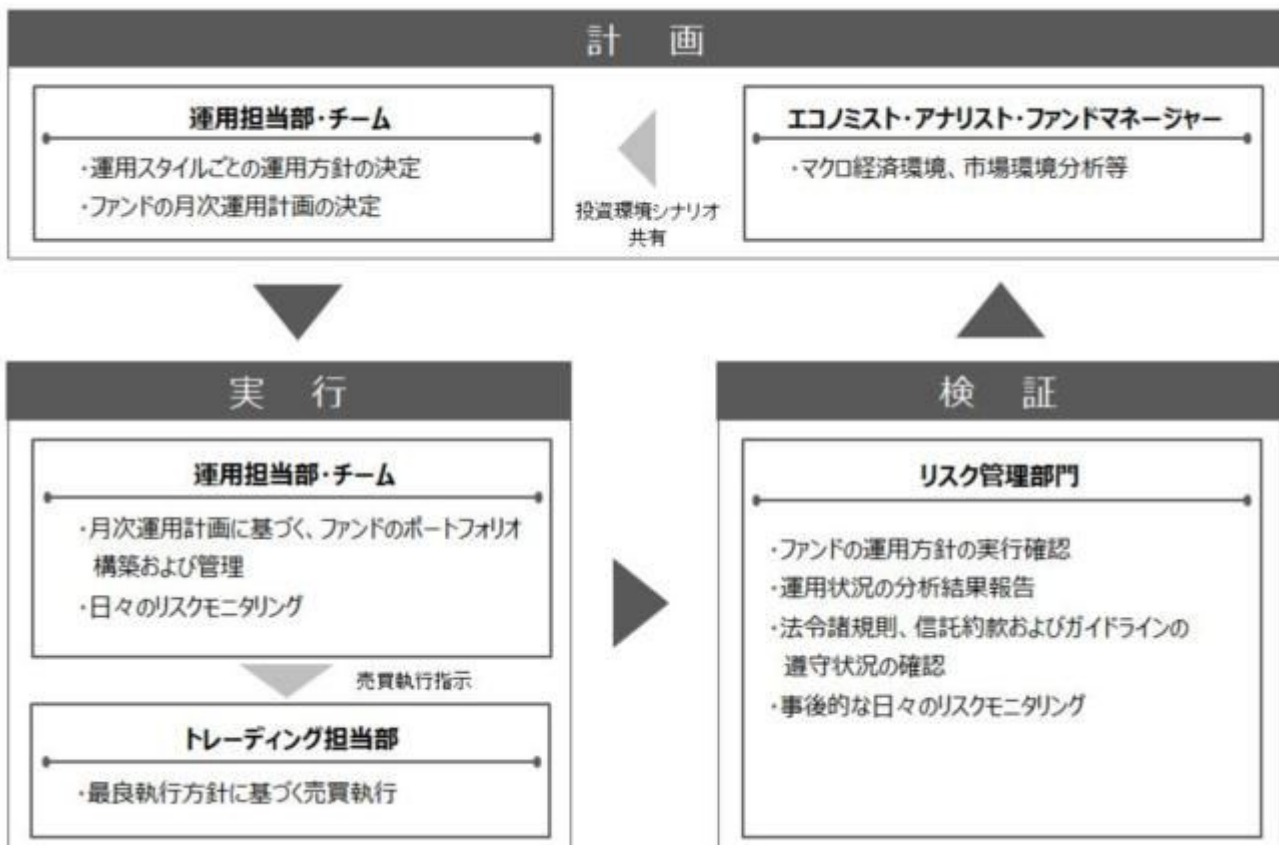 計 画
運用担当部・チーム
・運用スタイルごとの運用方針の決定
・ファンドの月次運用計画の決定
投資環境シナリオ
共有
エコノミスト・アナリスト・ファンドマネージャー
・マクロ経済環境、市場環境分析等
実 行
運用担当部・チーム
・月次運用計画に基づく、ファンドのポートフォリオ
構築および管理
・日々のリスクモニタリング
売買執行指示
トレーディング担当部
・最良執行方針に基づく売買執行
検 証
リスク管理部門
・ファンドの運用方針の実行確認
・運用状況の分析結果報告
・法令諸規則、信託約款およびガイドラインの
遵守状況の確認
・事後的な日々のリスクモニタリング